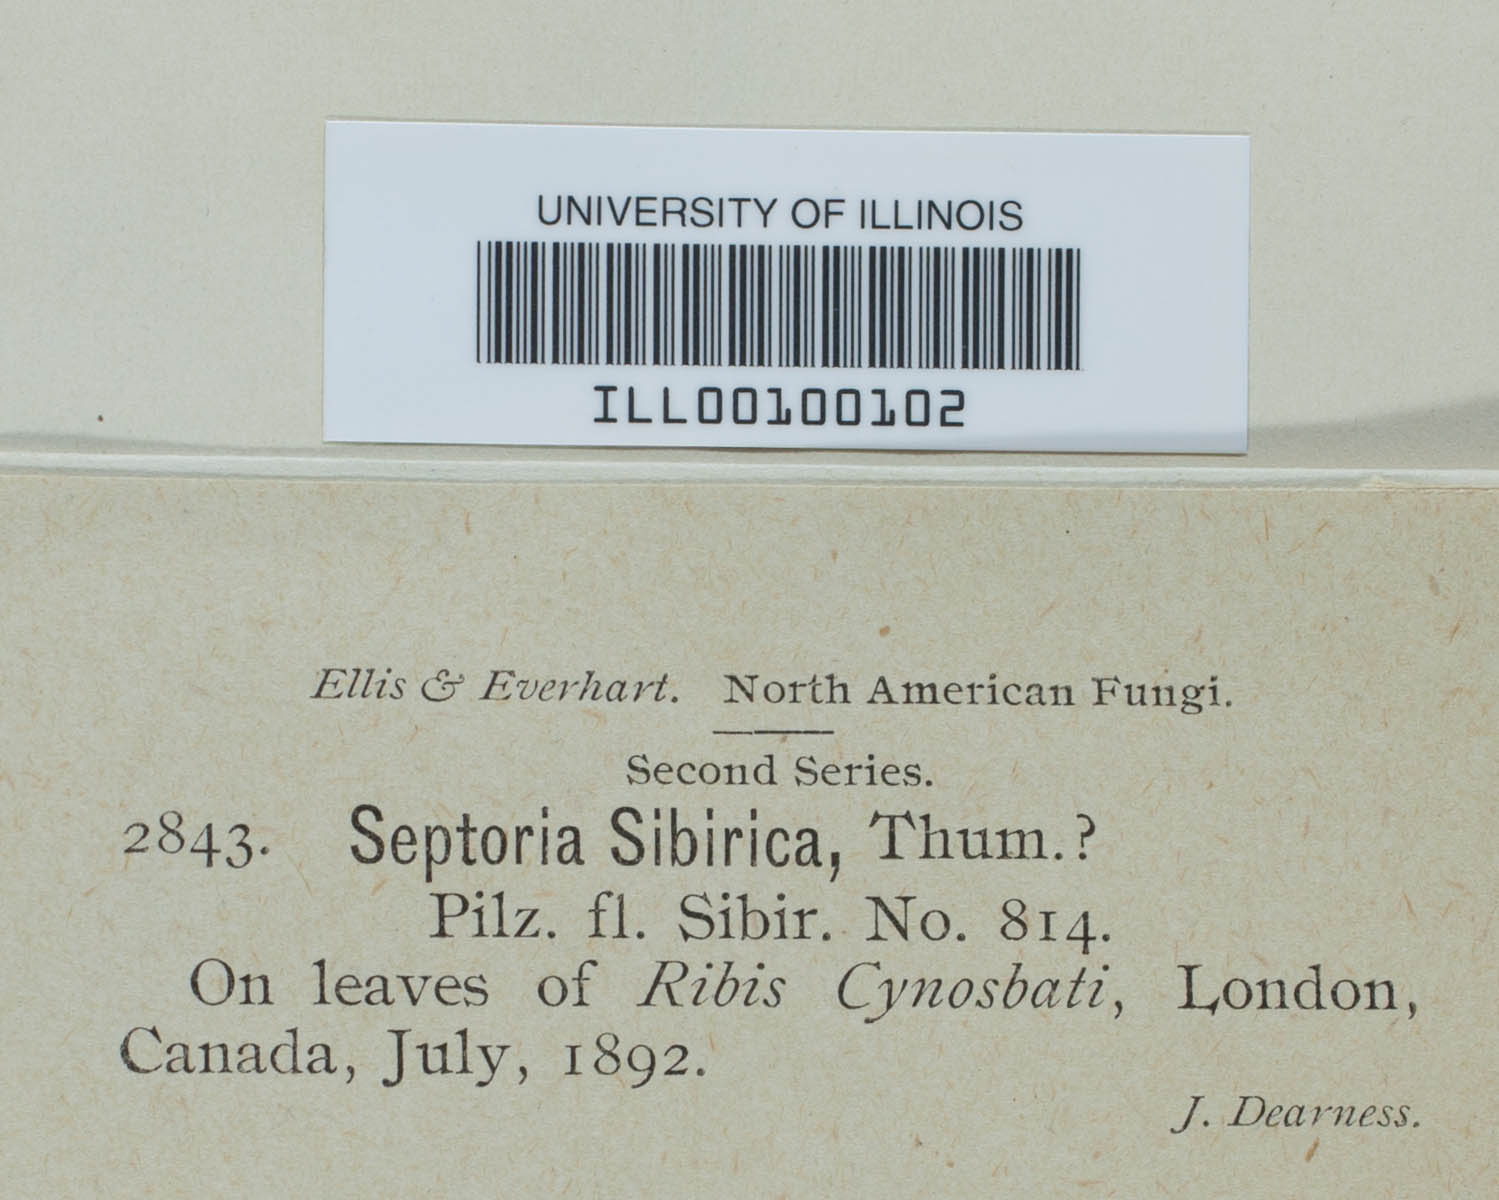 UNIVERSITY OF ILLINOIS
ILL00100102
Ellis & Everhart. North American Fungi.
Second Series.
2843. Septoria Sibirica, Thum.?
Pilz. fl. Sibir. No. 814.
On leaves of Ribis Cynosbati, London,
Canada, July, 1892.
J. Dearness.